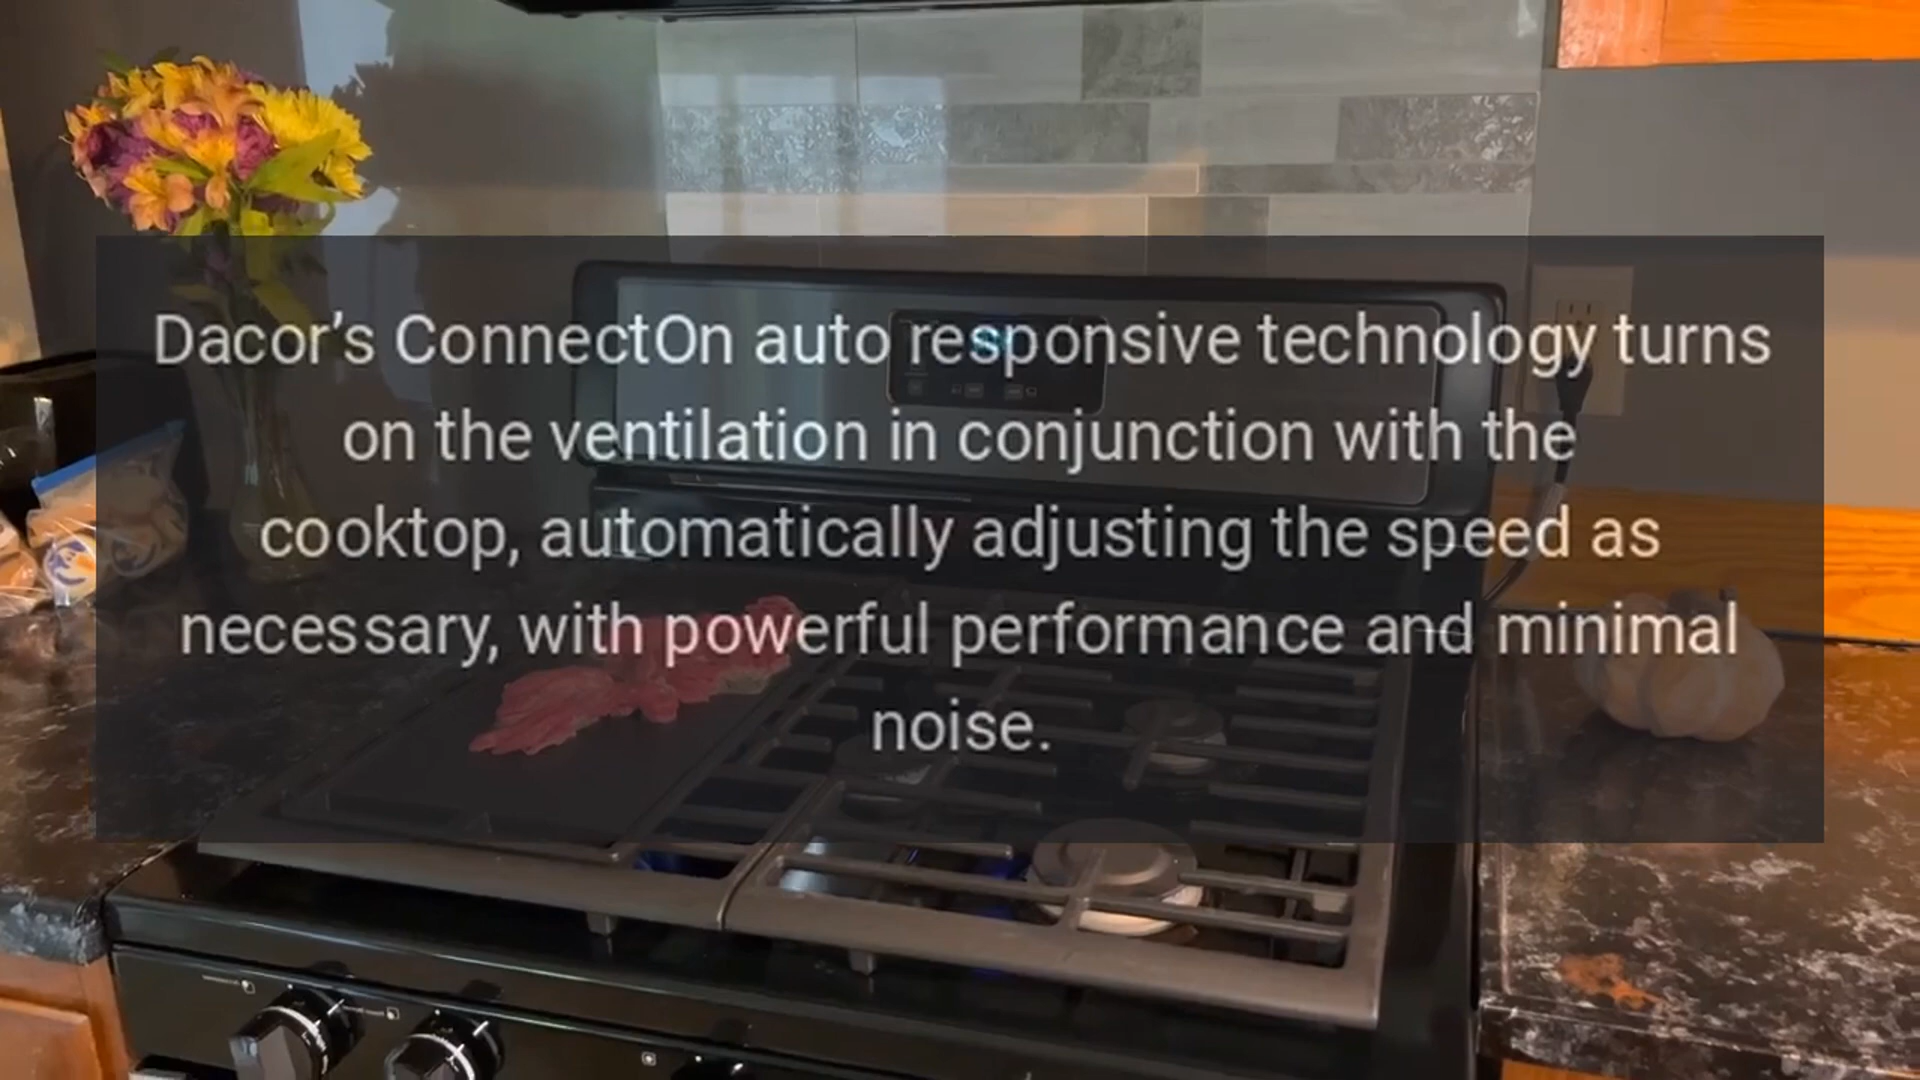 Dacor’s ConnectOn auto responsive technology turns
on the ventilation in conjunction with the
cooktop, automatically adjusting the speed as
necessary, with powerful performance and minimal
noise.